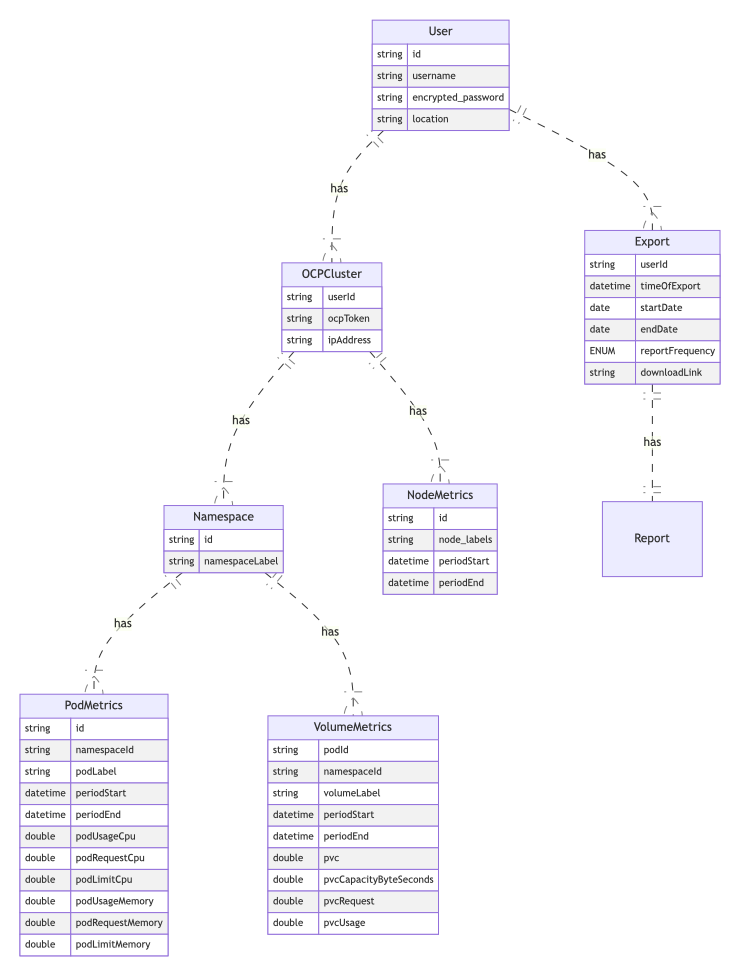 User
string id
string username
string encrypted_password
string location
has
has
Export
string userId
datetime timeOfExport
date startDate
date endDate
ENUM reportFrequency
string downloadLink
OCPCluster
string userId
string ocpToken
string ipAddress
has
has
has
NodeMetrics
string id
string node_labels
datetime periodStart
datetime periodEnd
Report
Namespace
string id
string namespaceLabel
has
has
PodMetrics
string id
string namespaceId
string podLabel
datetime periodStart
datetime periodEnd
double podUsageCpu
double podRequestCpu
double podLimitCpu
double podUsageMemory
double podRequestMemory
double podLimitMemory
VolumeMetrics
string podId
string namespaceId
string volumeLabel
datetime periodStart
datetime periodEnd
double pvc
double pvcCapacityByteSeconds
double pvcRequest
double pvcUsage